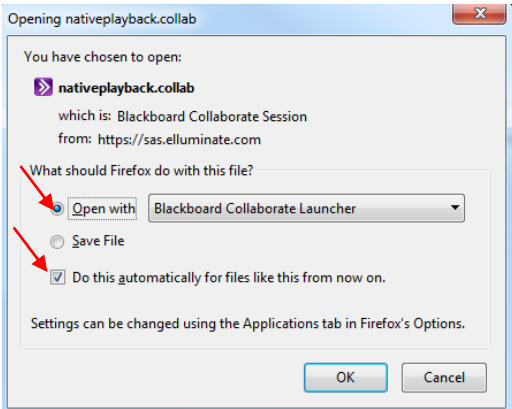 Opening nativeplayback.collab
You have chosen to open:
nativeplayback.collab
which is: Blackboard Collaborate Session
from: https://sas.elluminate.com
What should Firefox do with this file?
Open with Blackboard Collaborate Launcher
Save File
Do this automatically for files like this from now on.
Settings can be changed using the Applications tab in Firefox's Options.
OK Cancel